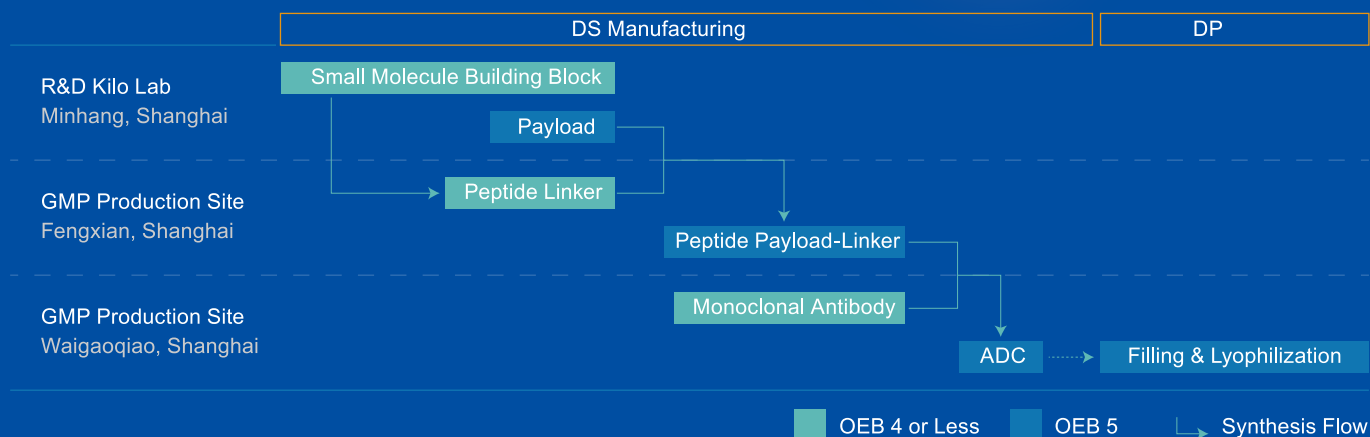 DS Manufacturing
DP
R&D Kilo Lab
Minhang, Shanghai
Small Molecule Building Block
Payload
GMP Production Site
Fengxian, Shanghai
Peptide Linker
Peptide Payload-Linker
GMP Production Site
Waigaoqiao, Shanghai
Monoclonal Antibody
ADC
Filling & Lyophilization
OEB 4 or Less
OEB 5
Synthesis Flow